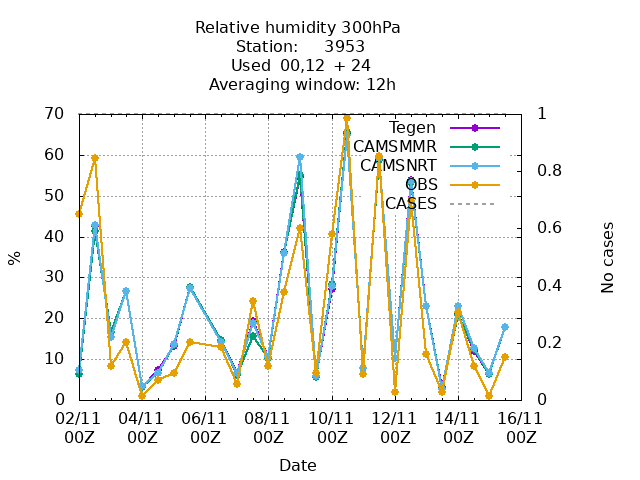 Relative humidity 300hPa
Station: 3953
Used 00,12 + 24
Averaging window: 12h
70 1
Tegen
CAMSMMR
60
CAMSNRT
0.8
OBS
50
CASES
40
0.6
%
No cases
30
0.4
20
0.2
10
0 0
02/11 04/11 06/11 08/11 10/11 12/11 14/11 16/11
00Z 00Z 00Z 00Z 00Z 00Z 00Z 00Z
Date